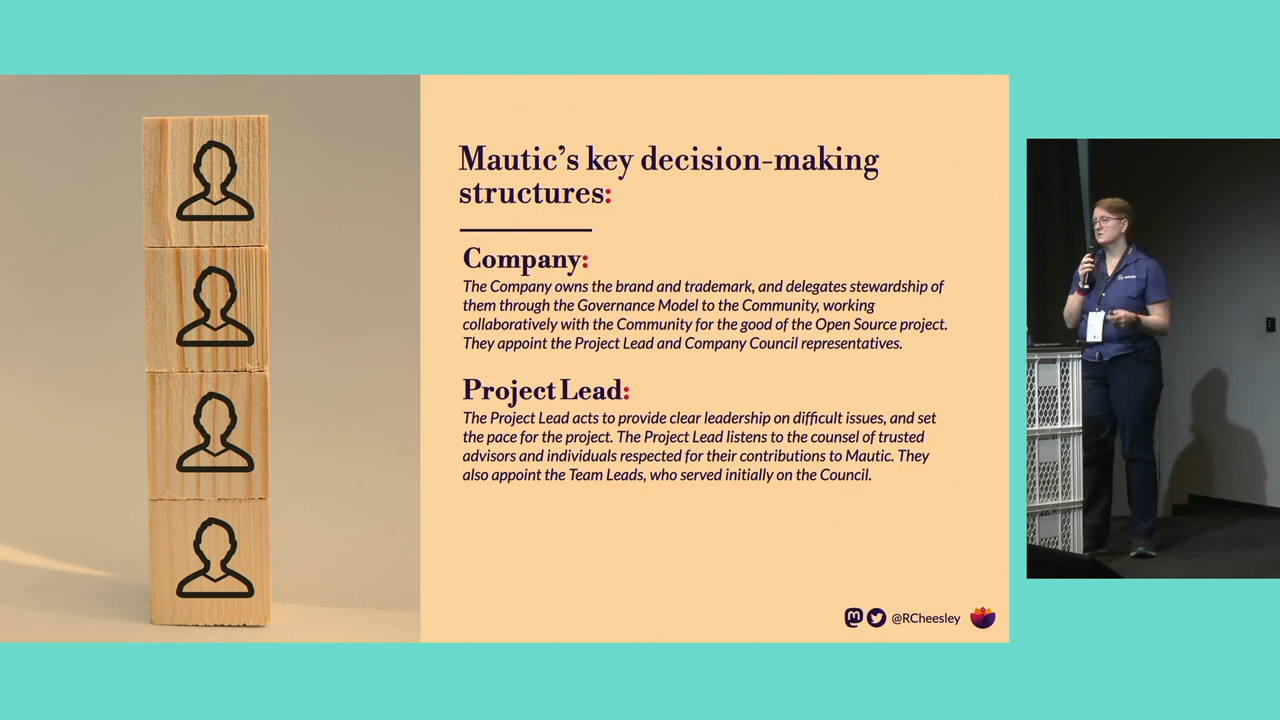 Mautic’s key decision-making
structures:
Company:
The Company owns the brand and trademark, and delegates stewardship of
them through the Governance Model to the Community, working
collaboratively with the Community for the good of the Open Source project.
They appoint the Project Lead and Company Council representatives.
Project Lead:
The Project Lead acts to provide clear leadership on difficult issues, and set
the pace for the project. The Project Lead listens to the counsel of trusted
advisors and individuals respected for their contributions to Mautic. They
also appoint the Team Leads, who served initially on the Council.
@RCheesley